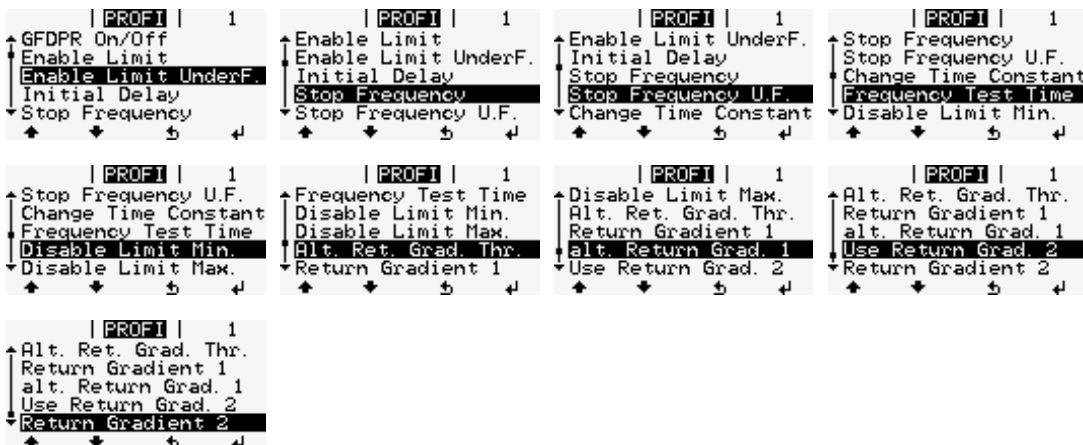 | PROFI | 1
GFDPR On/Off
Enable Limit
Enable Limit UnderF.
Initial Delay
Stop Frequency
| PROFI | 1
Enable Limit
Enable Limit UnderF.
Initial Delay
Stop Frequency
Stop Frequency U.F.
| PROFI | 1
Enable Limit UnderF.
Initial Delay
Stop Frequency
Stop Frequency U.F.
Change Time Constant
| PROFI | 1
Stop Frequency
Stop Frequency U.F.
Change Time Constant
Frequency Test Time
Disable Limit Min.
| PROFI | 1
Stop Frequency U.F.
Change Time Constant
Frequency Test Time
Disable Limit Min.
Disable Limit Max.
| PROFI | 1
Frequency Test Time
Disable Limit Min.
Disable Limit Max.
Alt. Ret. Grad. Thr.
Return Gradient 1
| PROFI | 1
Disable Limit Max.
Alt. Ret. Grad. Thr.
Return Gradient 1
alt. Return Grad. 1
Use Return Grad. 2
| PROFI | 1
Alt. Ret. Grad. Thr.
Return Gradient 1
alt. Return Grad. 1
Use Return Grad. 2
Return Gradient 2
| PROFI | 1
Alt. Ret. Grad. Thr.
Return Gradient 1
alt. Return Grad. 1
Use Return Grad. 2
Return Gradient 2